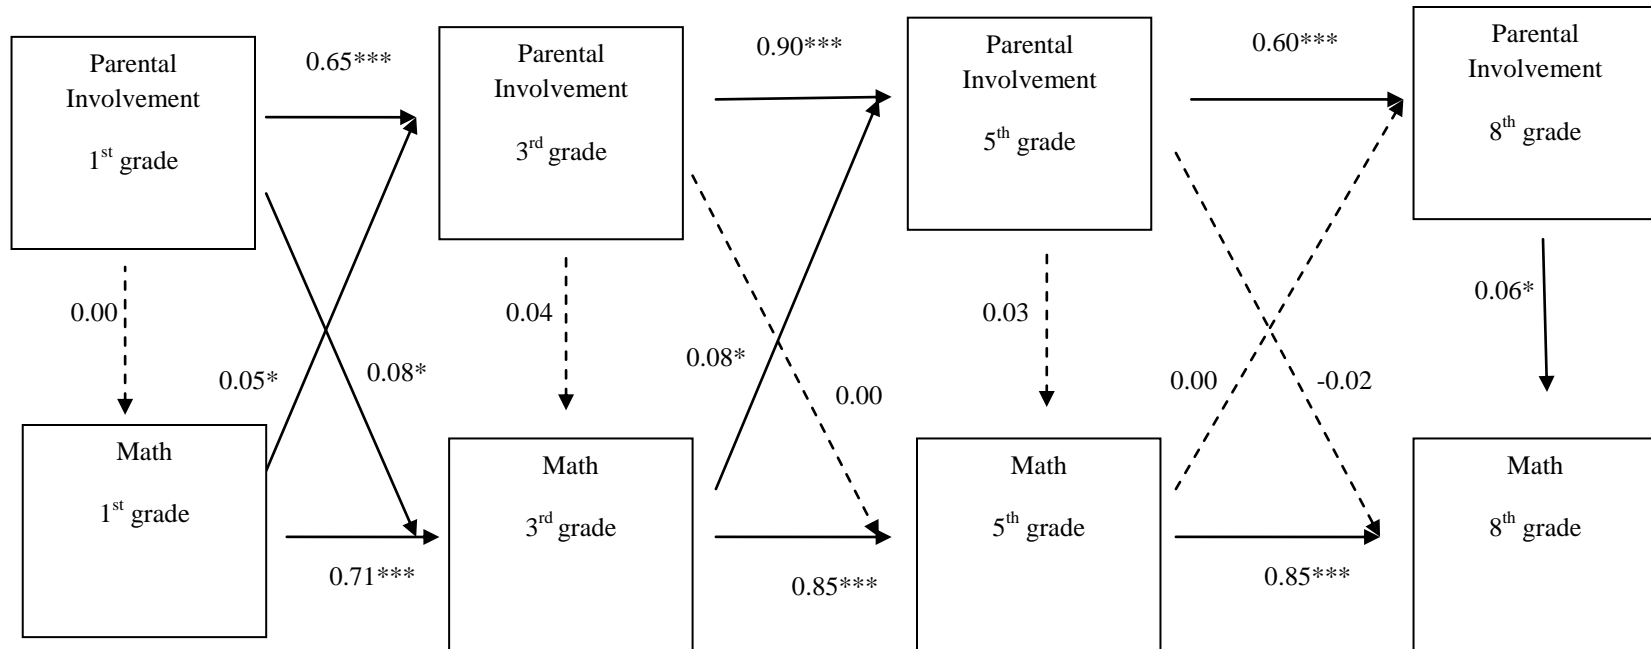 Parental
Involvement
1st grade
0.65***
Parental
Involvement
3rd grade
0.90***
Parental
Involvement
5th grade
0.60***
Parental
Involvement
8th grade
0.00
0.05*
0.08*
0.04
0.08*
0.00
0.03
0.00
-0.02
0.06*
Math
1st grade
0.71***
Math
3rd grade
0.85***
Math
5th grade
0.85***
Math
8th grade